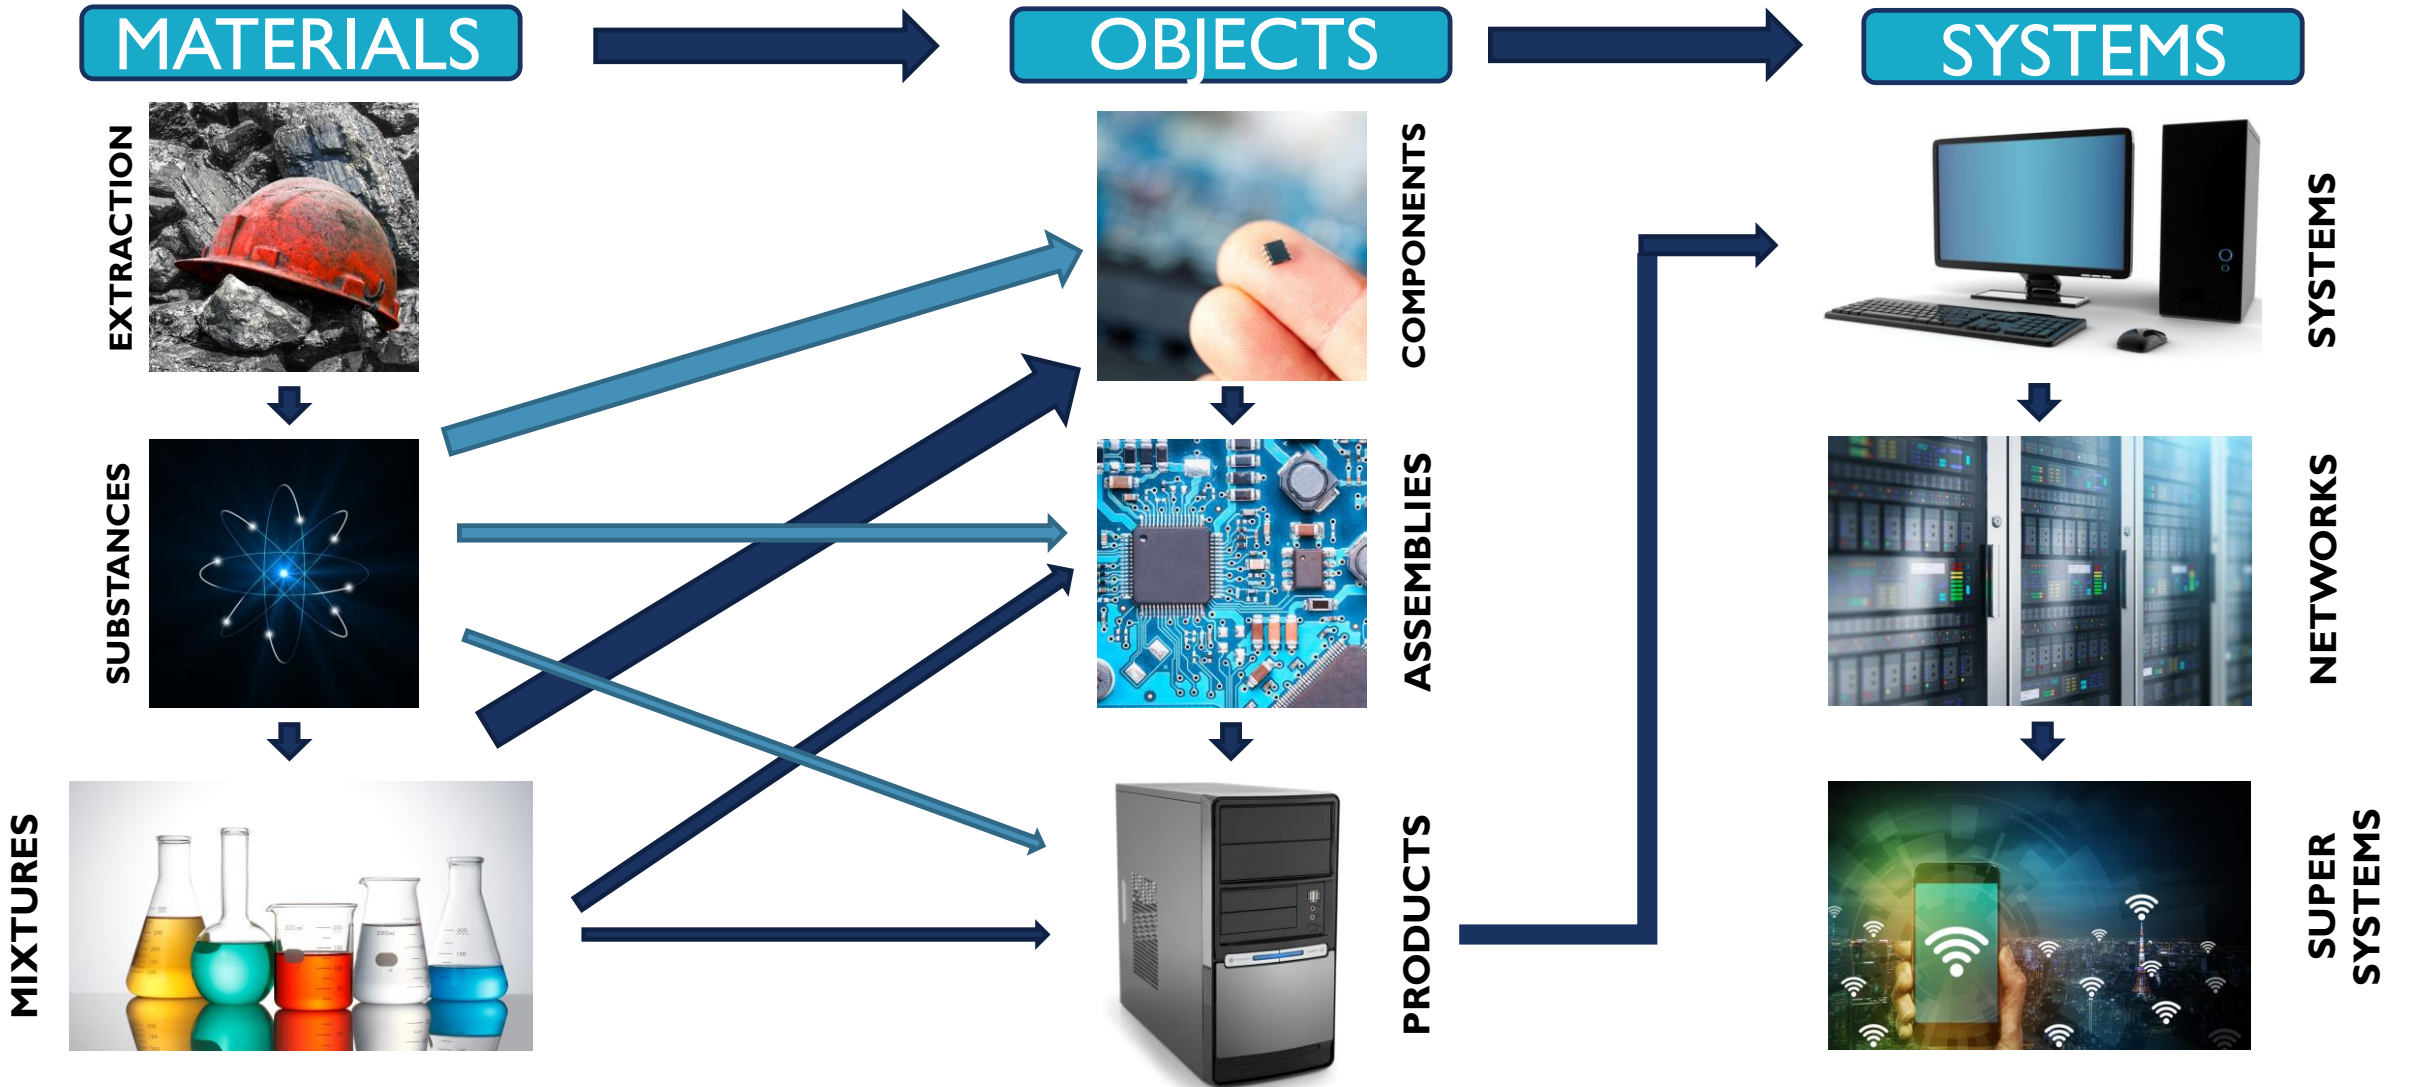 MATERIALS
OBJECTS
SYSTEMS
EXTRACTION
SUBSTANCES
MIXTURES
COMPONENTS
ASSEMBLIES
PRODUCTS
SYSTEMS
NETWORKS
SUPER
SYSTEMS